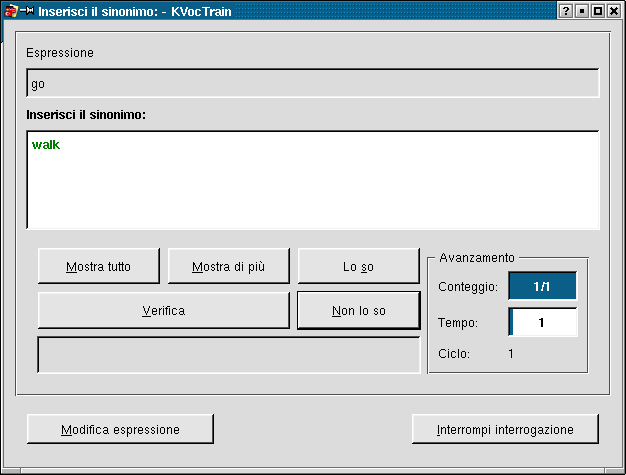 Inserisci il sinonimo: - KVocTrain
?
Espressione
go
Inserisci il sinonimo:
walk
Mostra tutto
Mostra di più
Lo so
Verifica
Non lo so
Avanzamento
Conteggio: 1/1
Tempo: 1
Ciclo: 1
Modifica espressione
Interrompi interrogazione